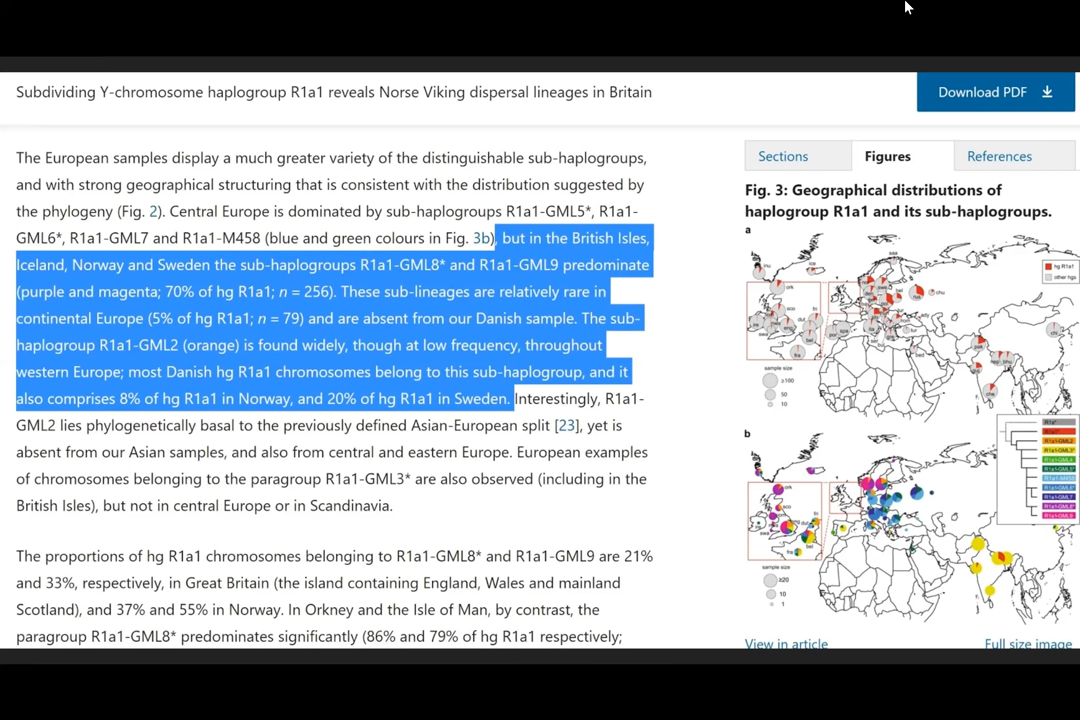 Subdividing Y-chromosome haplogroup R1a1 reveals Norse Viking dispersal lineages in Britain
Download PDF
The European samples display a much greater variety of the distinguishable sub-haplogroups,
and with strong geographical structuring that is consistent with the distribution suggested by
the phylogeny (Fig. 2). Central Europe is dominated by sub-haplogroups R1a1-GML5*, R1a1-
GML6*, R1a1-GML7 and R1a1-M458 (blue and green colours in Fig. 3b), but in the British Isles,
Iceland, Norway and Sweden the sub-haplogroups R1a1-GML8* and R1a1-GML9 predominate
(purple and magenta; 70% of hg R1a1; n = 256). These sub-lineages are relatively rare in
continental Europe (5% of hg R1a1; n = 79) and are absent from our Danish sample. The sub-
haplogroup R1a1-GML2 (orange) is found widely, though at low frequency, throughout
western Europe; most Danish hg R1a1 chromosomes belong to this sub-haplogroup, and it
also comprises 8% of hg R1a1 in Norway, and 20% of hg R1a1 in Sweden. Interestingly, R1a1-
GML2 lies phylogenetically basal to the previously defined Asian-European split [23], yet is
absent from our Asian samples, and also from central and eastern Europe. European examples
of chromosomes belonging to the paragroup R1a1-GML3* are also observed (including in the
British Isles), but not in central Europe or in Scandinavia.
The proportions of hg R1a1 chromosomes belonging to R1a1-GML8* and R1a1-GML9 are 21%
and 33%, respectively, in Great Britain (the island containing England, Wales and mainland
Scotland), and 37% and 55% in Norway. In Orkney and the Isle of Man, by contrast, the
paragroup R1a1-GML8* predominates significantly (86% and 79% of hg R1a1 respectively;
Sections
Figures
References
Fig. 3: Geographical distributions of
haplogroup R1a1 and its sub-haplogroups.
a
hg R1a1
other hgs
ork
sample size
≥100
50
10
b
ork
sample size
≥20
10
1
View in article
Full size image